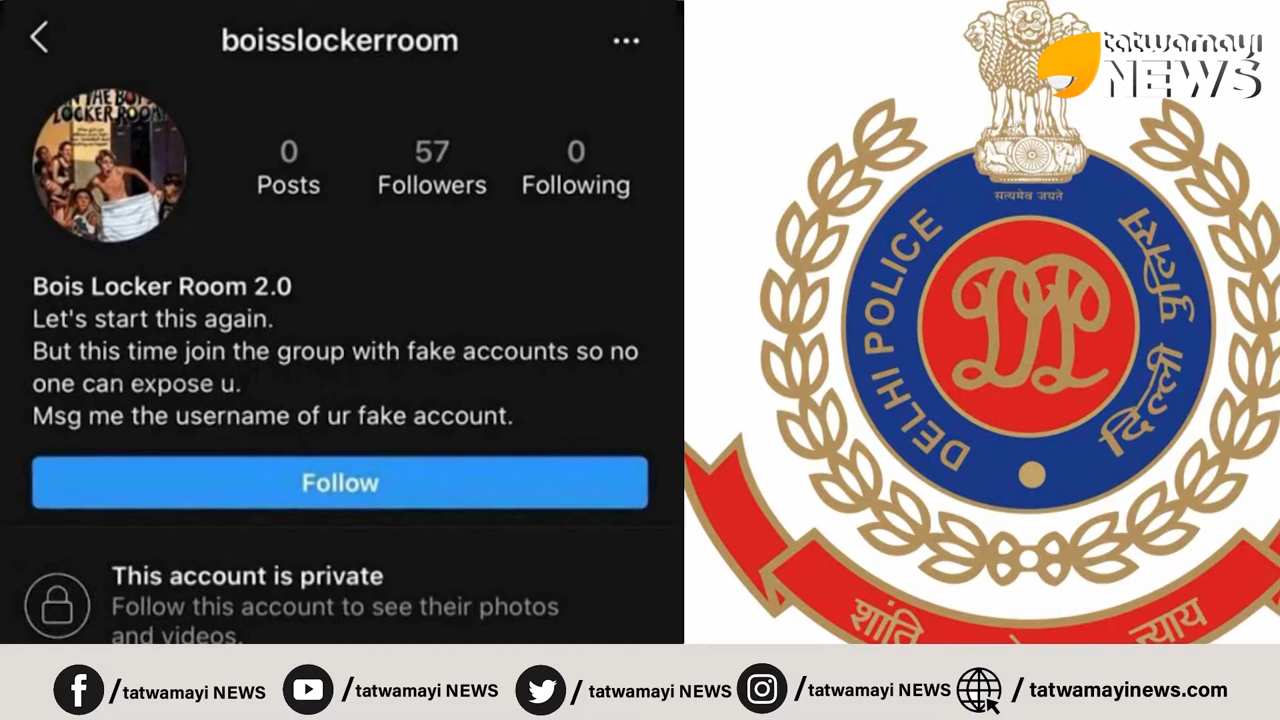 boisslockerroom
LOCKER ROOM
0
Posts
57
Followers
0
Following
Bois Locker Room 2.0
Let's start this again.
But this time join the group with fake accounts so no
one can expose u.
Msg me the username of ur fake account.
Follow
This account is private
Follow this account to see their photos
and videos.
tatwamayi
NEWS
सत्यमेव जयते
DELHI POLICE
दिल्ली पुलिस
DP
शांति
न्याय
/tatwamayi NEWS
/tatwamayi NEWS
/ tatwamayi NEWS
/tatwamayi NEWS
/ tatwamayinews.com